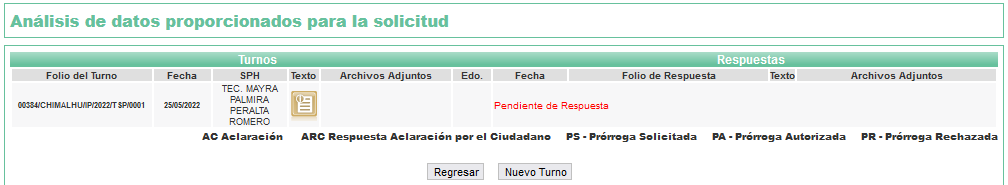 Análisis de datos proporcionados para la solicitud
Turnos Respuestas
Folio del Turno Fecha SPH Texto Archivos Adjuntos Edo. Fecha Folio de Respuesta Texto Archivos Adjuntos
00384/CHIMALHU/IP/2022/TSP/0001 25/05/2022 TEC. MAYRA
PALMIRA
PERALTA
ROMERO
Pendiente de Respuesta
AC Aclaración ARC Respuesta Aclaración por el Ciudadano PS - Prórroga Solicitada PA - Prórroga Autorizada PR - Prórroga Rechazada
Regresar Nuevo Turno